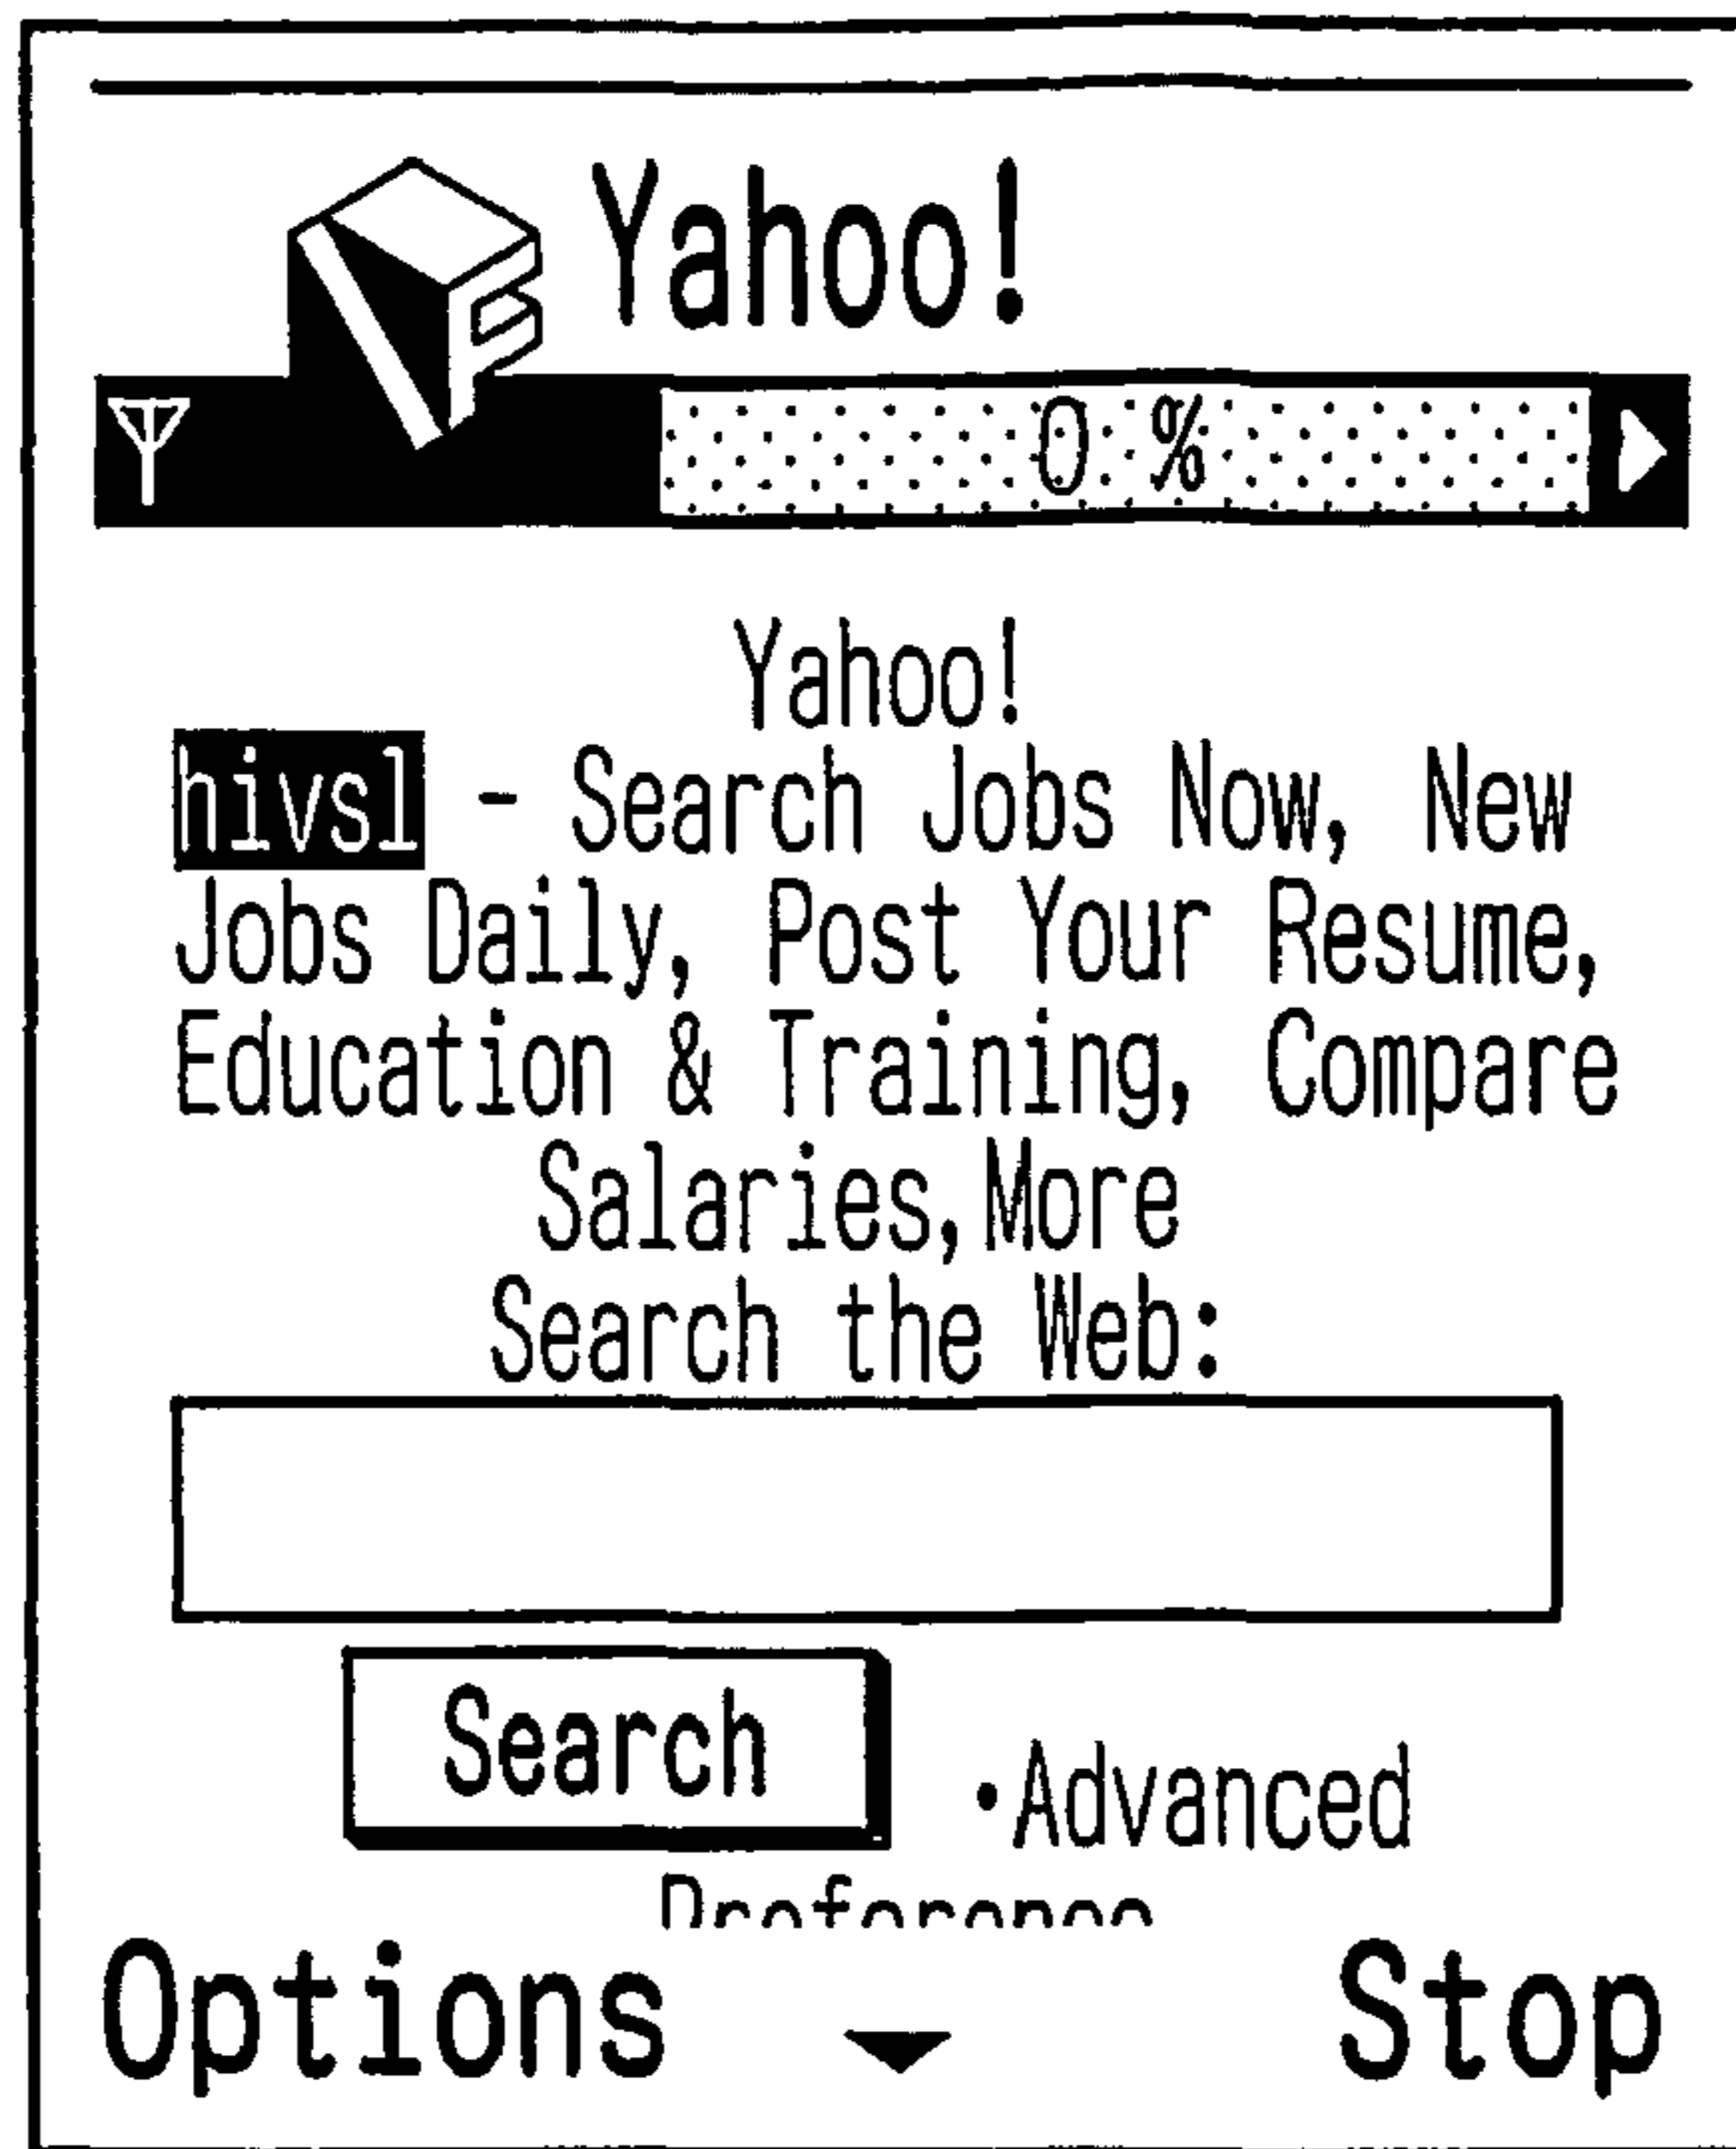 Yahoo!
0 %
Yahoo!
hivsl - Search Jobs Now, New
Jobs Daily, Post Your Resume,
Education & Training, Compare
Salaries,More
Search the Web:
Search •Advanced
Options Stop